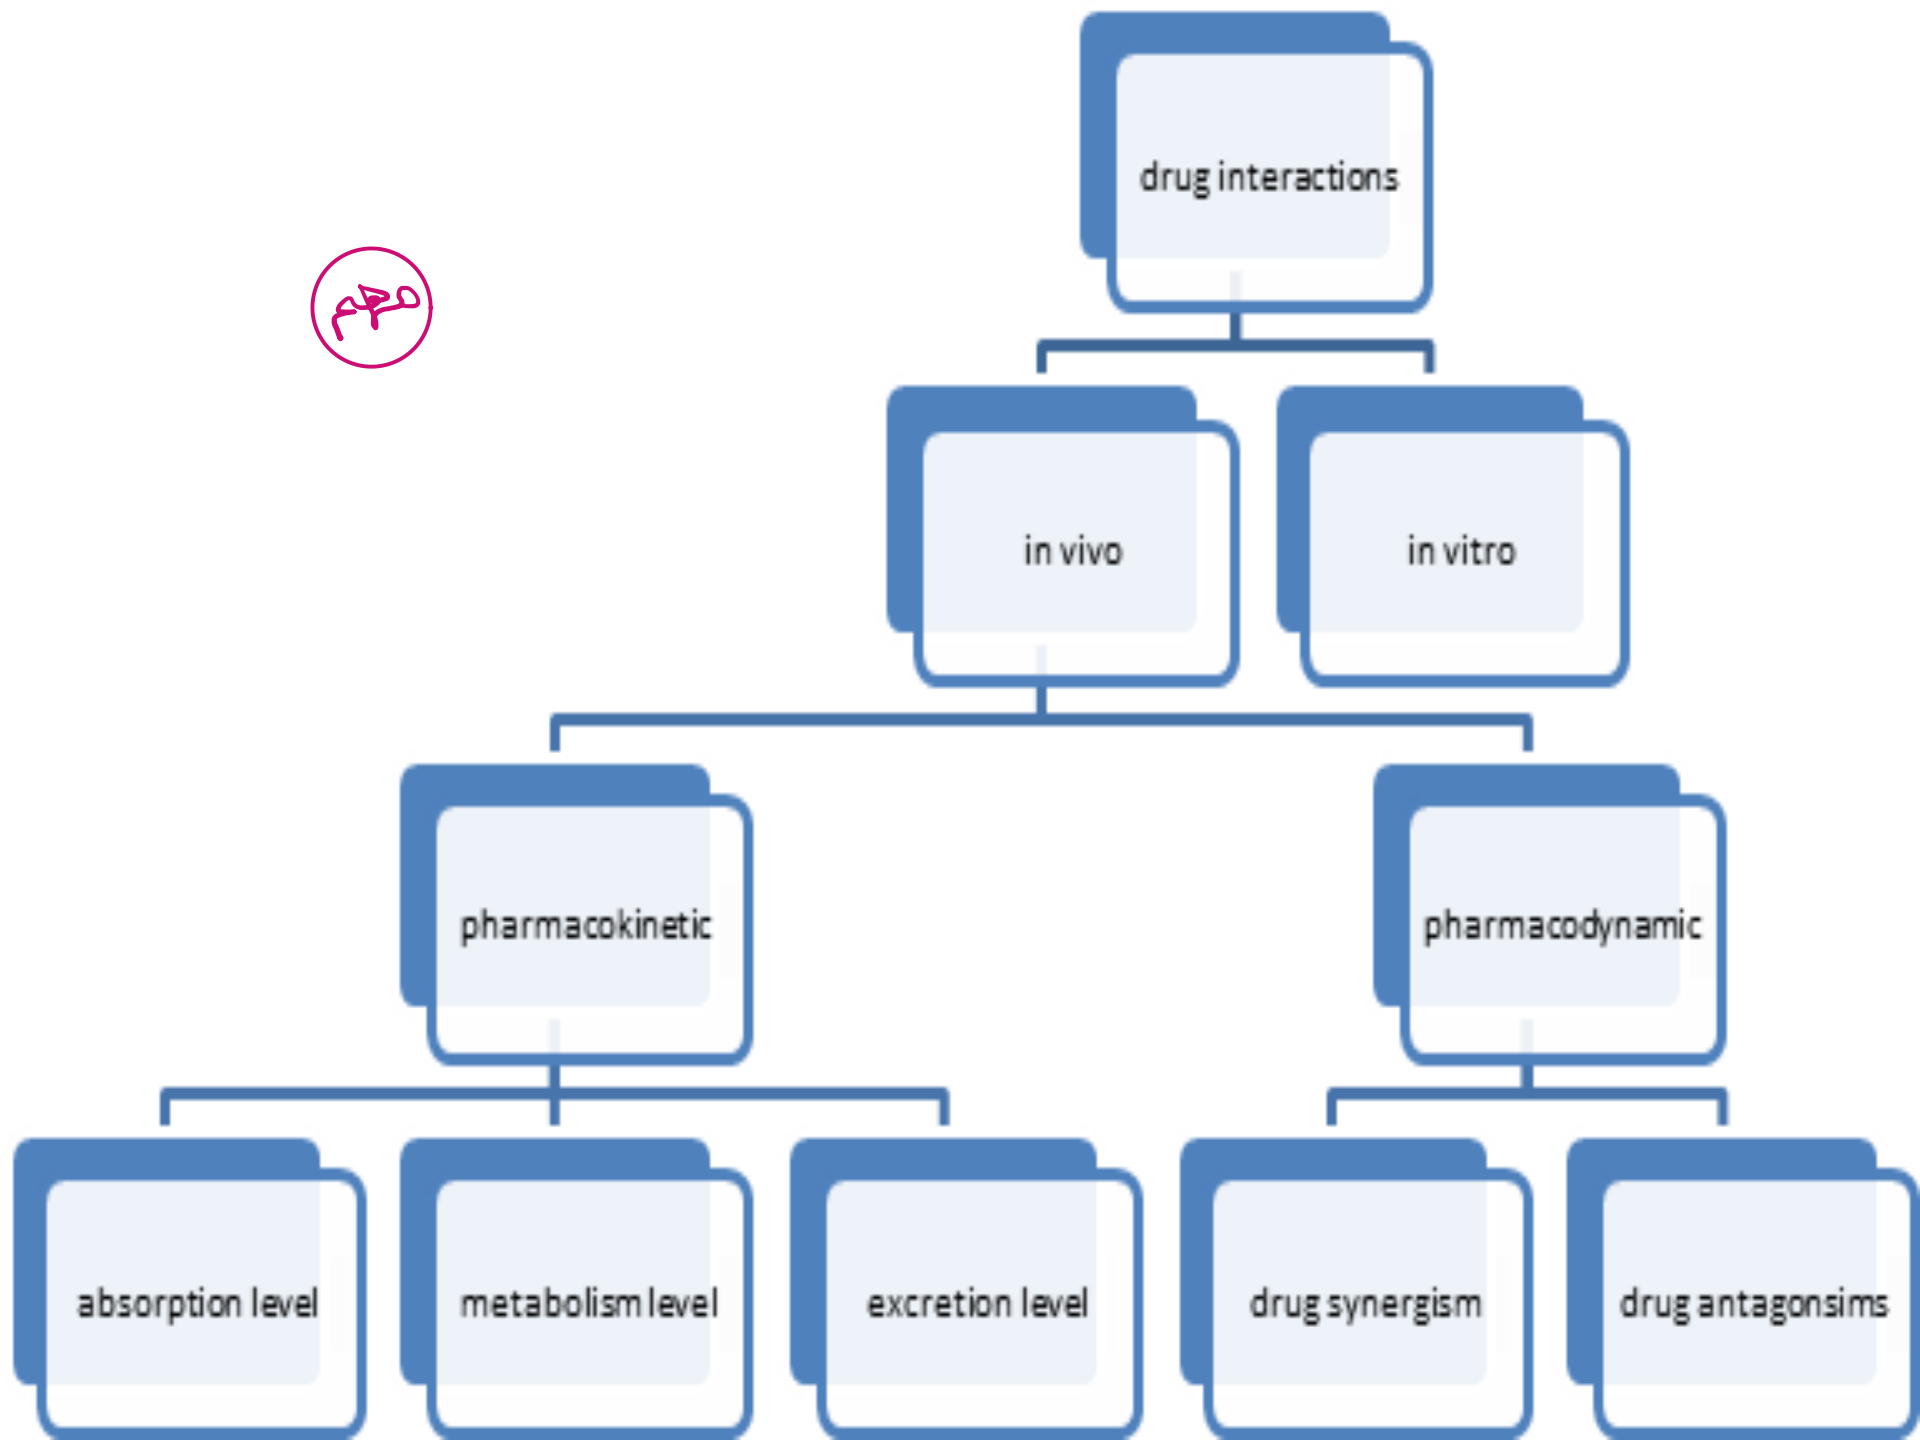 drug interactions
مهم
in vivo
in vitro
pharmacokinetic
pharmacodynamic
absorption level
metabolism level
excretion level
drug synergism
drug antagonsims